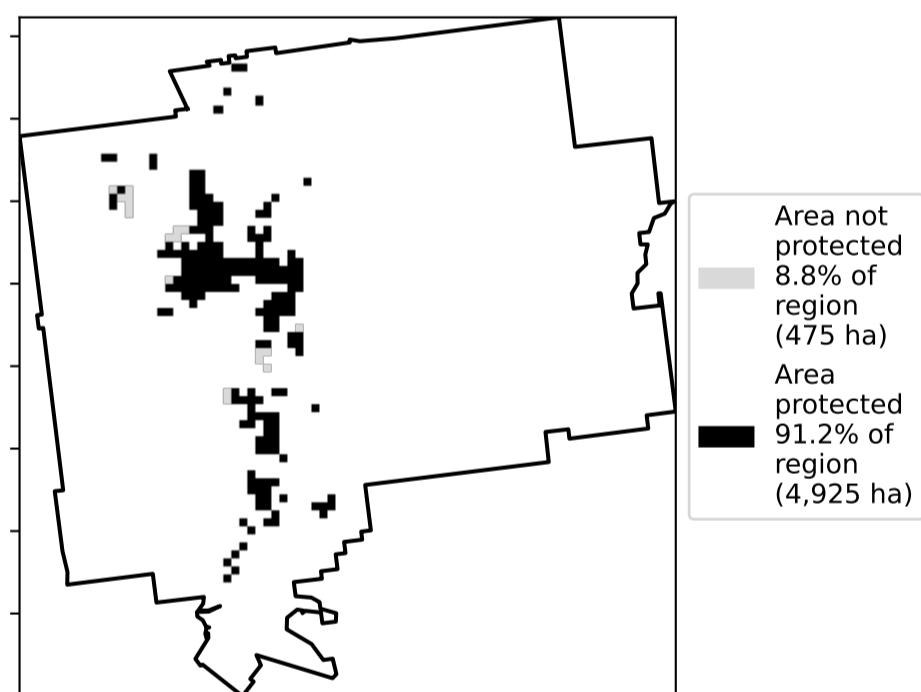 Area not
protected
8.8% of
region
(475 ha)
Area
protected
91.2% of
region
(4,925 ha)